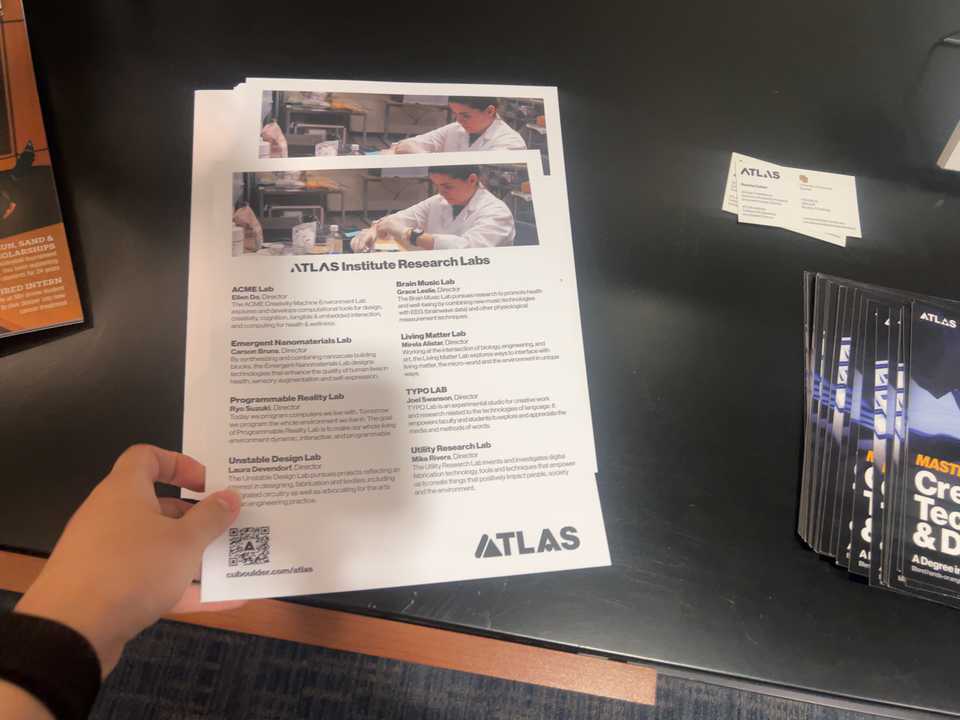 ATLAS Institute Research Labs
ACME Lab
Ellen Do, Director
The ACME Creativity Machine Environment Lab
explores and develops computational tools for design,
creativity, cognition, tangible & embedded interaction,
and computing for health & wellness.
Emergent Nanomaterials Lab
Carson Bruns, Director
By synthesizing and combining nanoscale building
blocks, the Emergent Nanomaterials Lab designs
technologies that enhance the quality of human lives in
health, sensory augmentation and self-expression.
Programmable Reality Lab
Ryo Suzuki, Director
Today we program computers we live with. Tomorrow
we program the whole environment we live in. The goal
of Programmable Reality Lab is to make our whole living
environment dynamic, interactive, and programmable.
Unstable Design Lab
Laura Devendorf, Director
The Unstable Design Lab pursues projects reflecting an
interest in designing, fabrication and textiles, including
integrated circuitry as well as advocating for the arts
in engineering practice.
Brain Music Lab
Grace Leslie, Director
The Brain Music Lab pursues research to promote health
and well-being by combining new music technologies
with EEG (brainwave data) and other physiological
measurement techniques.
Living Matter Lab
Mirela Alistar, Director
Working at the intersection of biology, engineering, and
art, the Living Matter Lab explores ways to interface with
living matter, the micro-world and the environment in unique
ways.
TYPO LAB
Joel Swanson, Director
TYPO Lab is an experimental studio for creative work
and research related to the technologies of language. It
empowers faculty and students to explore and appreciate the
media and methods of words.
Utility Research Lab
Mike Rivera, Director
The Utility Research Lab invents and investigates digital
fabrication technology, tools and techniques that empower
us to create things that positively impact people, society
and the environment.
cuboulder.com/atlas
ATLAS
ATLAS
ATLAS
MAST
Cre
Tec
& D
A Degree in
UN, SAND &
OLARSHIPS
IRED INTERN